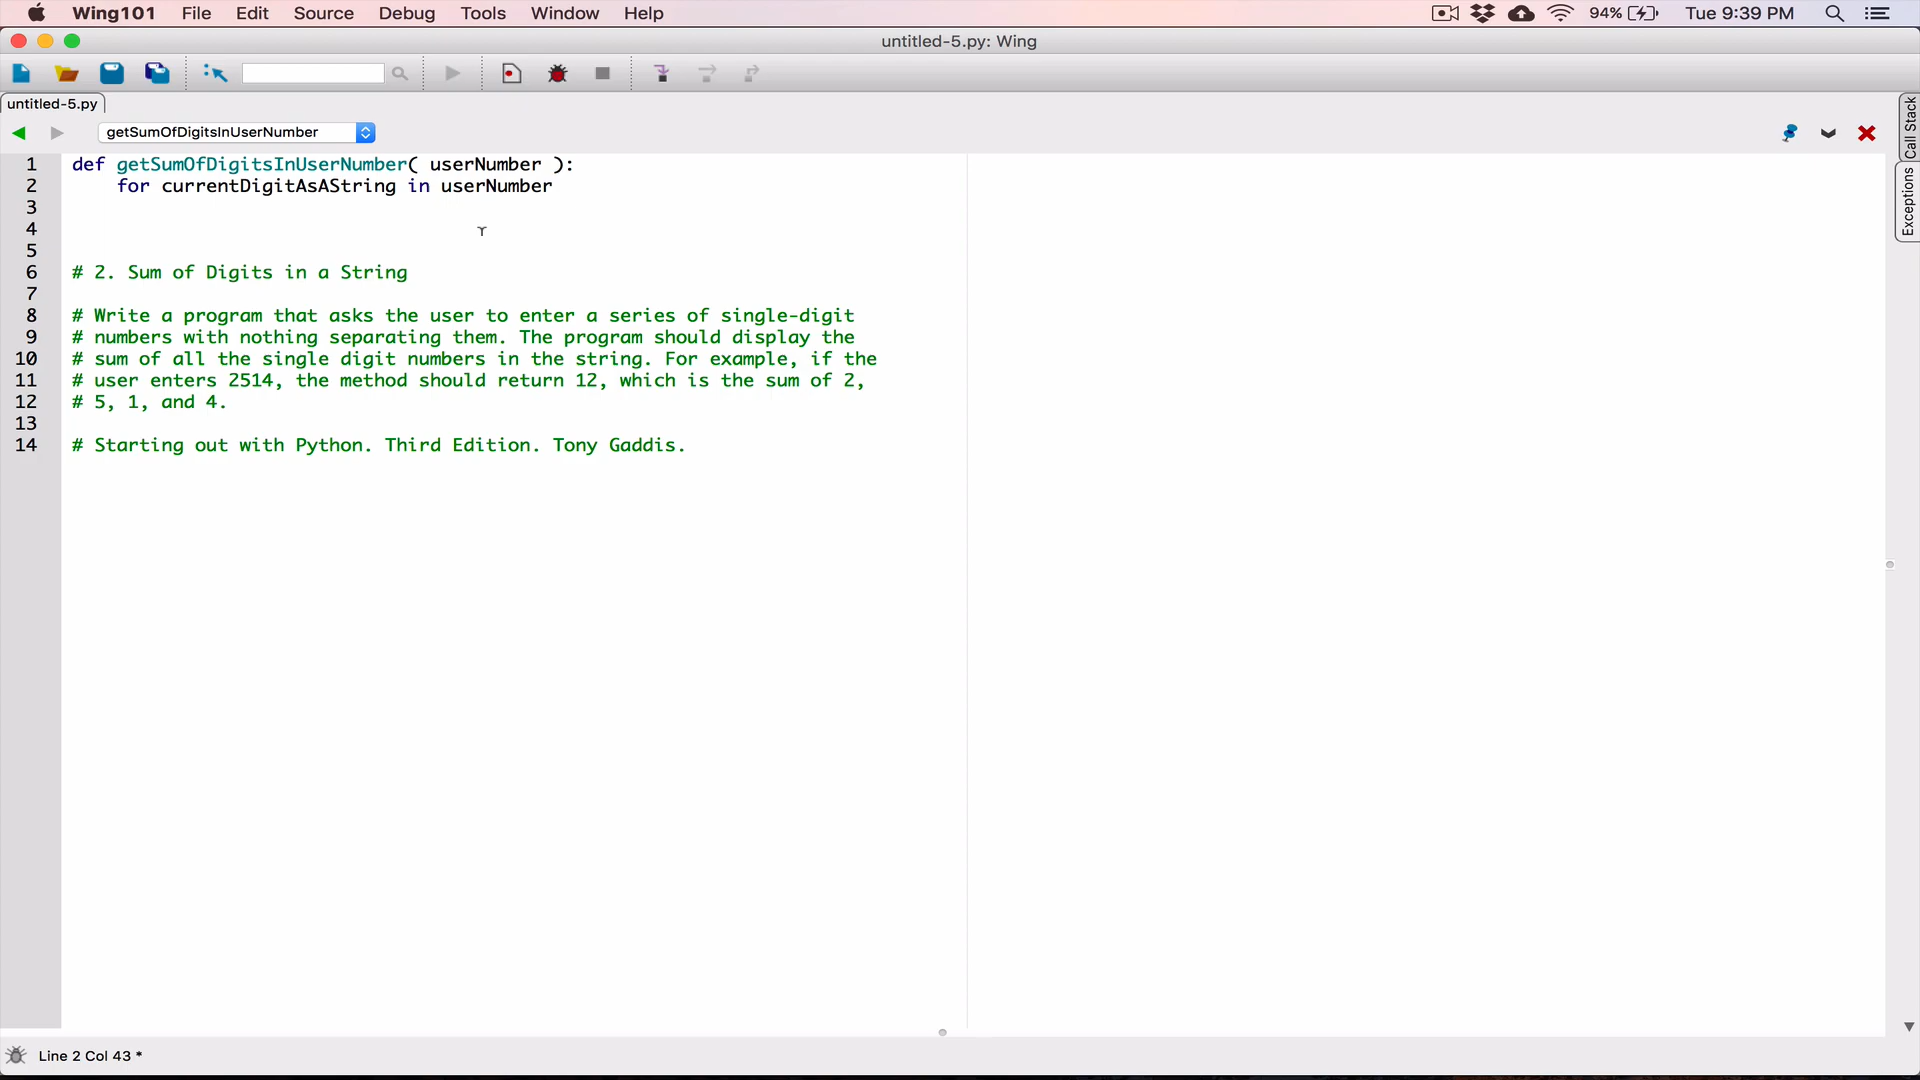 Wing101 File Edit Source Debug Tools Window Help 94% Tue 9:39 PM
untitled-5.py: Wing
untitled-5.py
getSumOfDigitsInUserNumber
1 def getSumOfDigitsInUserNumber( userNumber ):
2 for currentDigitAsAString in userNumber
3
4
5
6 # 2. Sum of Digits in a String
7
8 # Write a program that asks the user to enter a series of single-digit
9 # numbers with nothing separating them. The program should display the
10 # sum of all the single digit numbers in the string. For example, if the
11 # user enters 2514, the method should return 12, which is the sum of 2,
12 # 5, 1, and 4.
13
14 # Starting out with Python. Third Edition. Tony Gaddis.
Call Stack
Exceptions
Line 2 Col 43 *